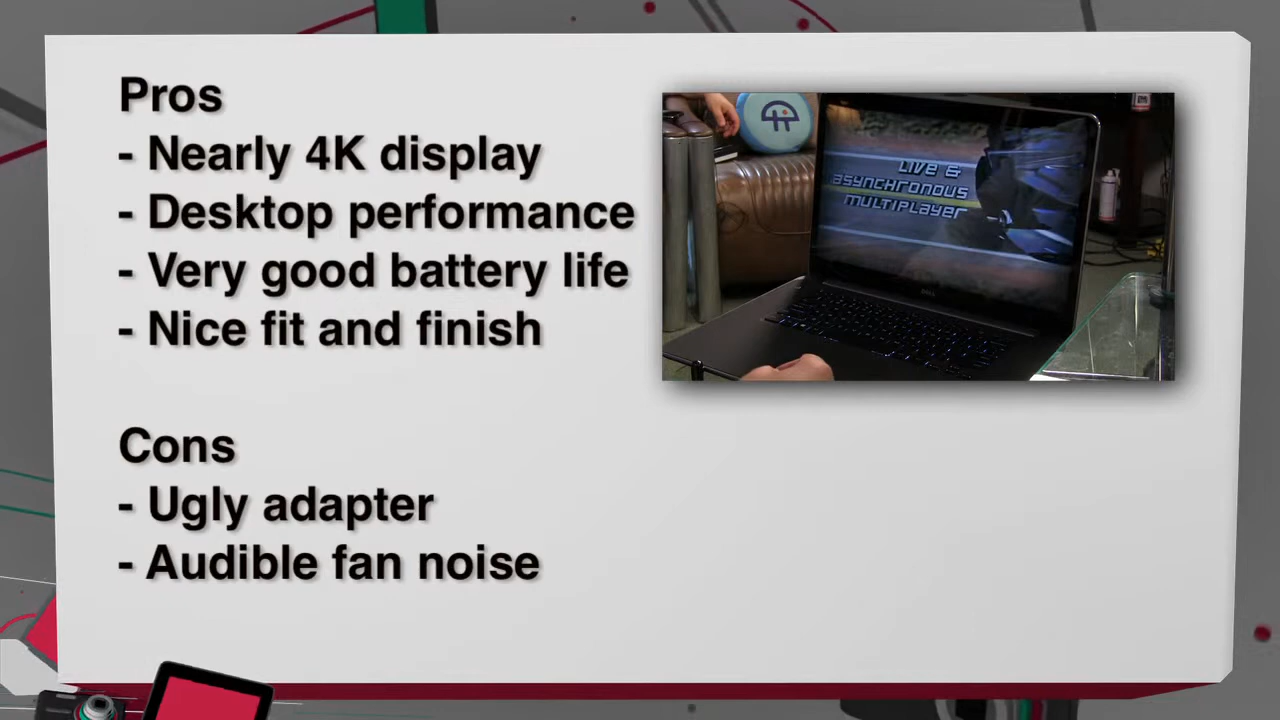 Pros
- Nearly 4K display
- Desktop performance
- Very good battery life
- Nice fit and finish
Cons
- Ugly adapter
- Audible fan noise
LIVE &
ASYNCHRONOUS
MULTIPLAYER
DELL